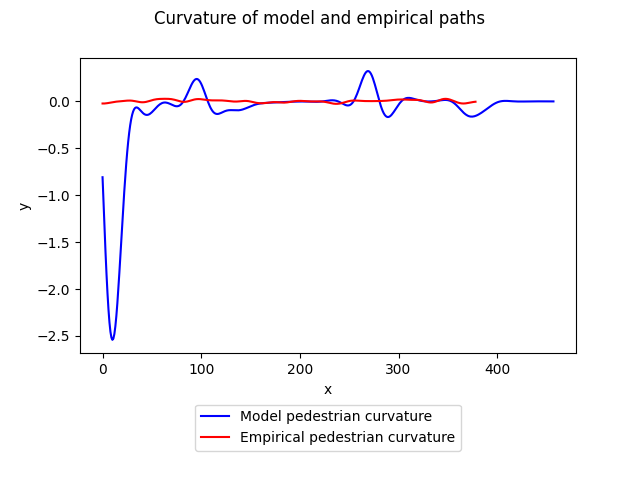 Curvature of model and empirical paths
0.0
−0.5
−1.0
−1.5
−2.0
−2.5
y
0 100 200 300 400
x
Model pedestrian curvature
Empirical pedestrian curvature